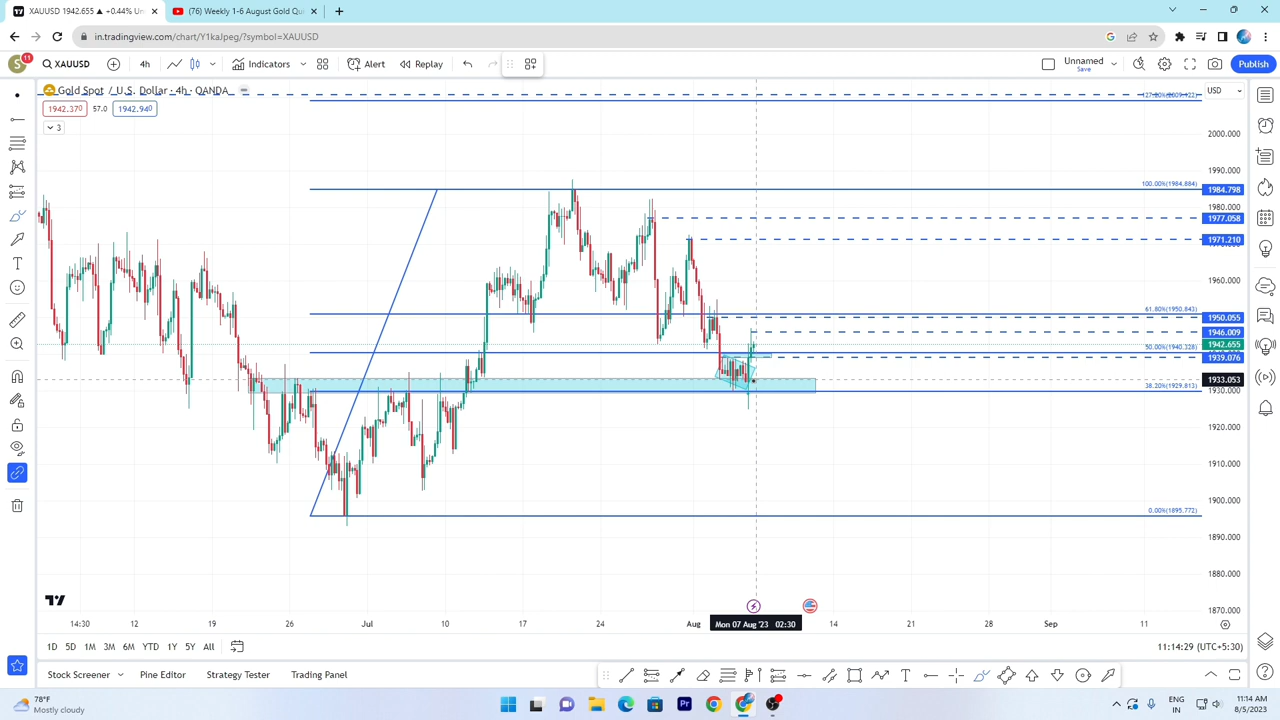 XAUUSD 1942.655 ▲ +0.44% Un
(76) Weekly 1-6 August Gold Qui
in.tradingview.com/chart/Y1kaJpeg/?symbol=XAUUSD
S
11
XAUUSD
4h
Indicators
Alert
Replay
Unnamed
Save
Publish
Gold Spot / U.S. Dollar · 4h · OANDA
USD
1942.370
57.0
1942.940
3
2000.000
1990.000
100.00%(1984.884)
1984.798
1980.000
1977.058
1971.210
1960.000
61.80%(1950.843)
1950.055
1946.009
50.00%(1940.328)
1942.655
1939.076
1933.053
38.20%(1929.813)
1930.000
1920.000
1910.000
1900.000
0.00%(1895.772)
1890.000
1880.000
1870.000
14:30
12
19
26
Jul
10
17
24
Aug
Mon 07 Aug '23 02:30
14
21
28
Sep
11
1D 5D 1M 3M 6M YTD 1Y 5Y All
11:14:29 (UTC+5:30)
Stock Screener
Pine Editor
Strategy Tester
Trading Panel
78°F
Mostly cloudy
Pr
ENG
IN
11:14 AM
8/5/2023